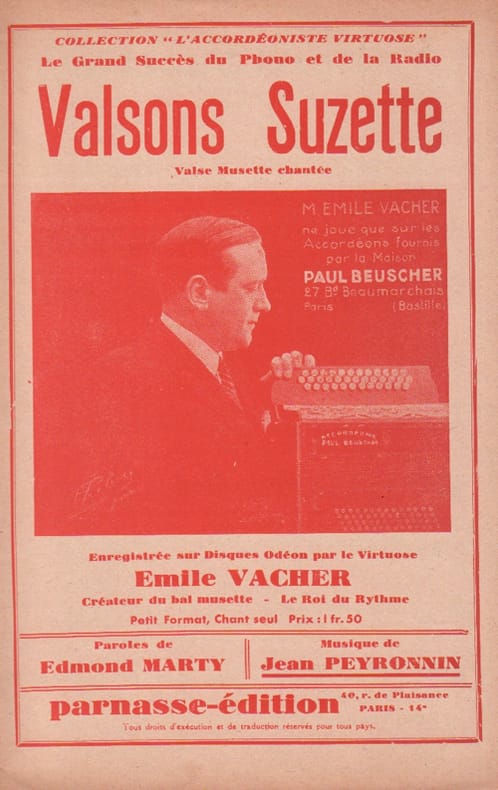 COLLECTION "L'ACCORDÉONISTE VIRTUOSE"
Le Grand Succès du Phono et de la Radio
Valsons Suzette
Valse Musette chantée
M. EMILE VACHER
ne joue que sur les
Accordéons fournis
par la Maison
PAUL BEUSCHER
27 Bd Beaumarchais
Paris (Bastille)
ACCORDÉONS
PAUL BEUSCHER
Enregistrée sur Disques Odéon par le Virtuose
Emile VACHER
Créateur du bal musette - Le Roi du Rythme
Petit Format, Chant seul Prix : 1 fr. 50
Paroles de
Edmond MARTY
Musique de
Jean PEYRONNIN
parnasse-édition
40, r. de Plaisance
PARIS - 14e
Tous droits d'exécution et de traduction réservés pour tous pays.